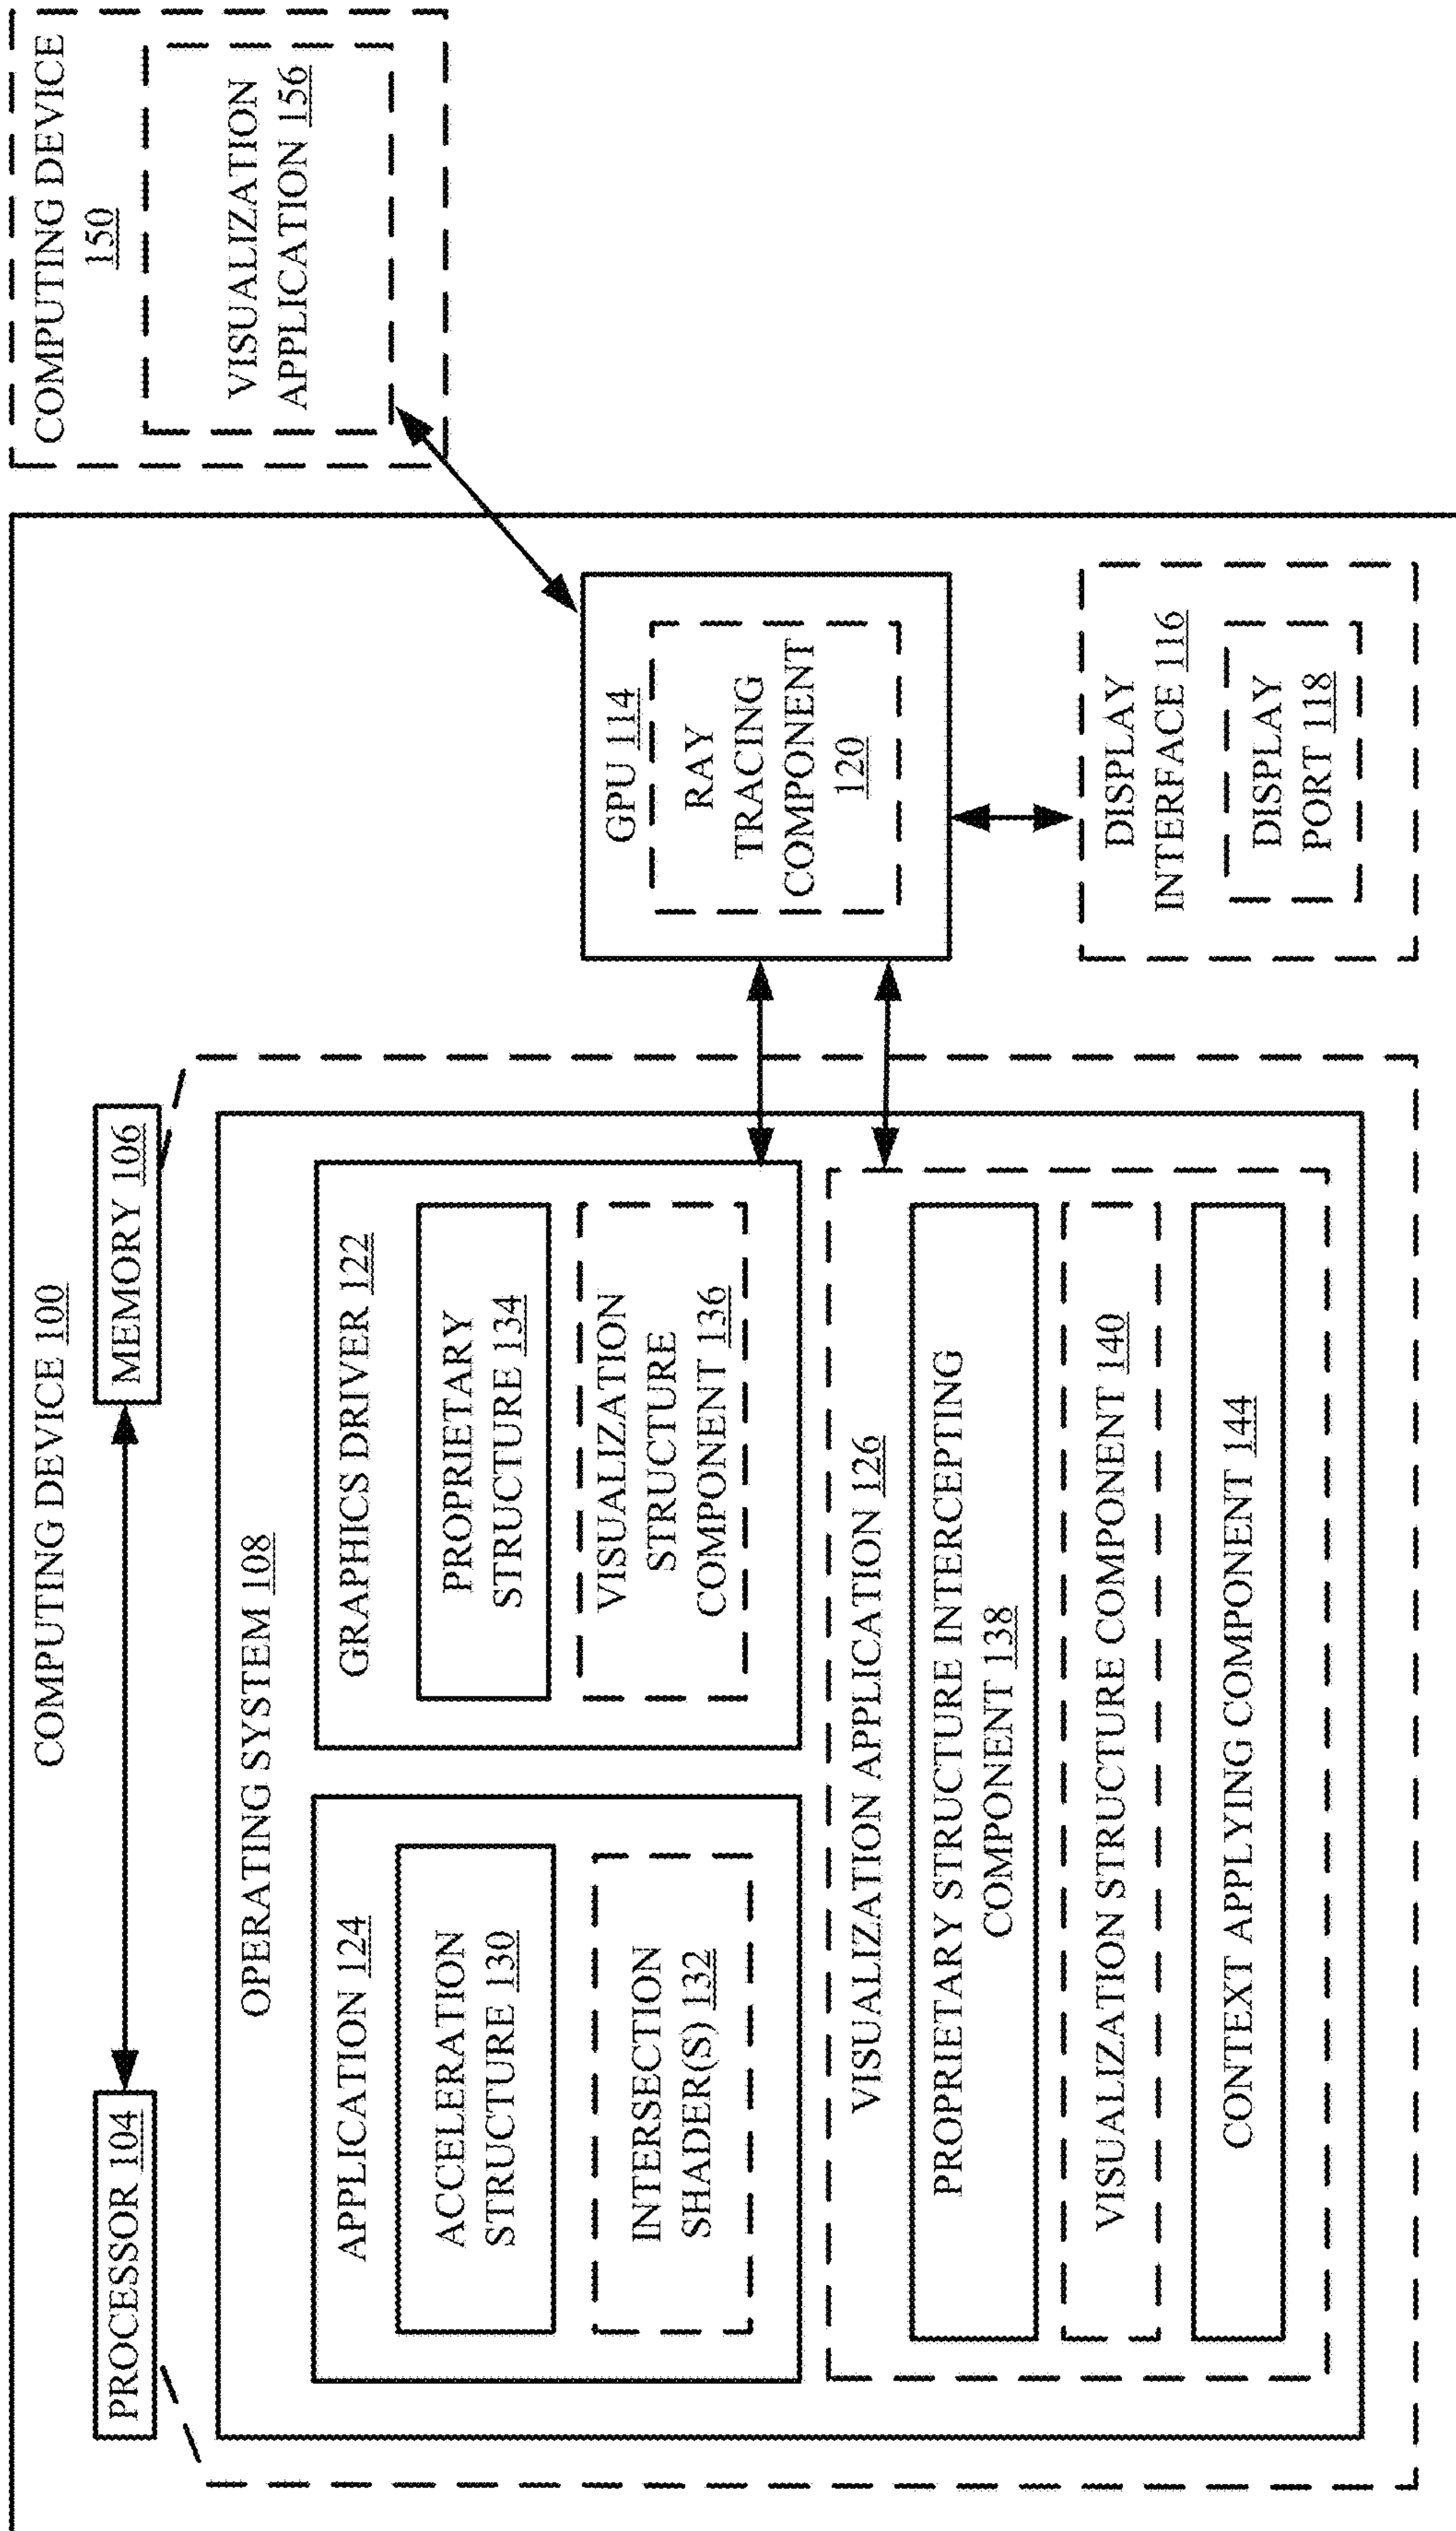 COMPUTING DEVICE 100
PROCESSOR 104
MEMORY 106
OPERATING SYSTEM 108
APPLICATION 124
ACCELERATION
STRUCTURE 130
INTERSECTION
SHADER(S) 132
GRAPHICS DRIVER 122
PROPRIETARY
STRUCTURE 134
VISUALIZATION
STRUCTURE
COMPONENT 136
VISUALIZATION APPLICATION 126
PROPRIETARY STRUCTURE INTERCEPTING
COMPONENT 138
VISUALIZATION STRUCTURE COMPONENT 140
CONTEXT APPLYING COMPONENT 144
GPU 114
RAY
TRACING
COMPONENT
120
DISPLAY
INTERFACE 116
DISPLAY
PORT 118
COMPUTING DEVICE
150
VISUALIZATION
APPLICATION 156